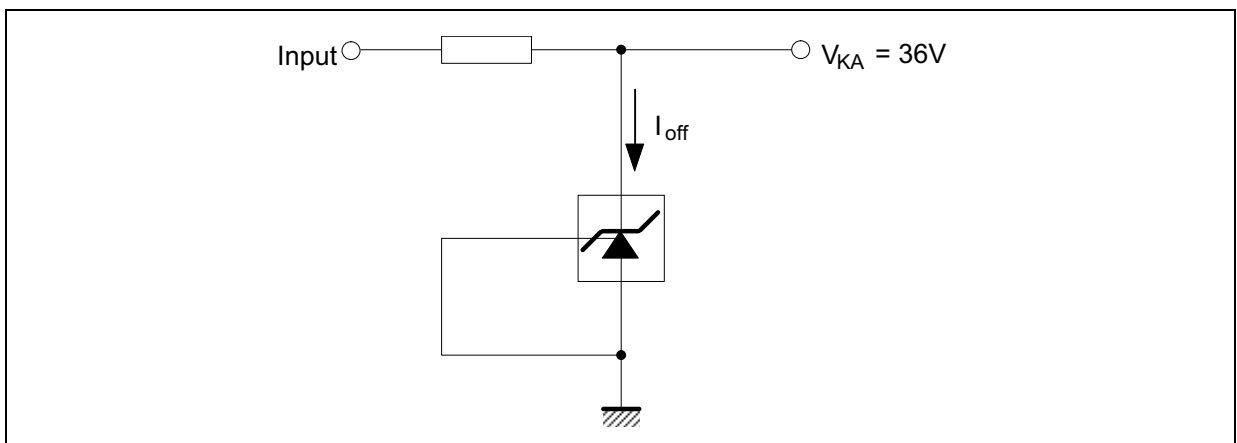 Input
V_KA = 36V
I_off